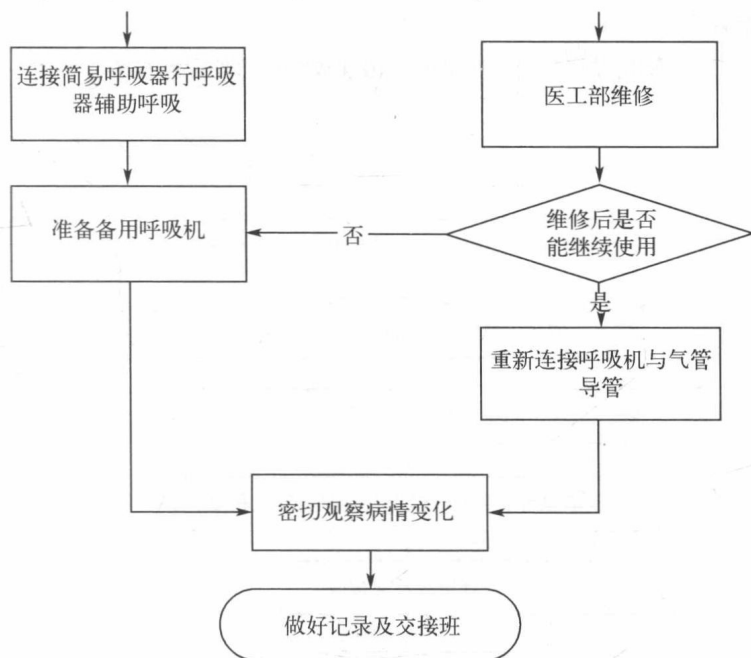 连接简易呼吸器行呼吸
器辅助呼吸
医工部维修
准备备用呼吸机
否
维修后是否
能继续使用
是
重新连接呼吸机与气管
导管
密切观察病情变化
做好记录及交接班